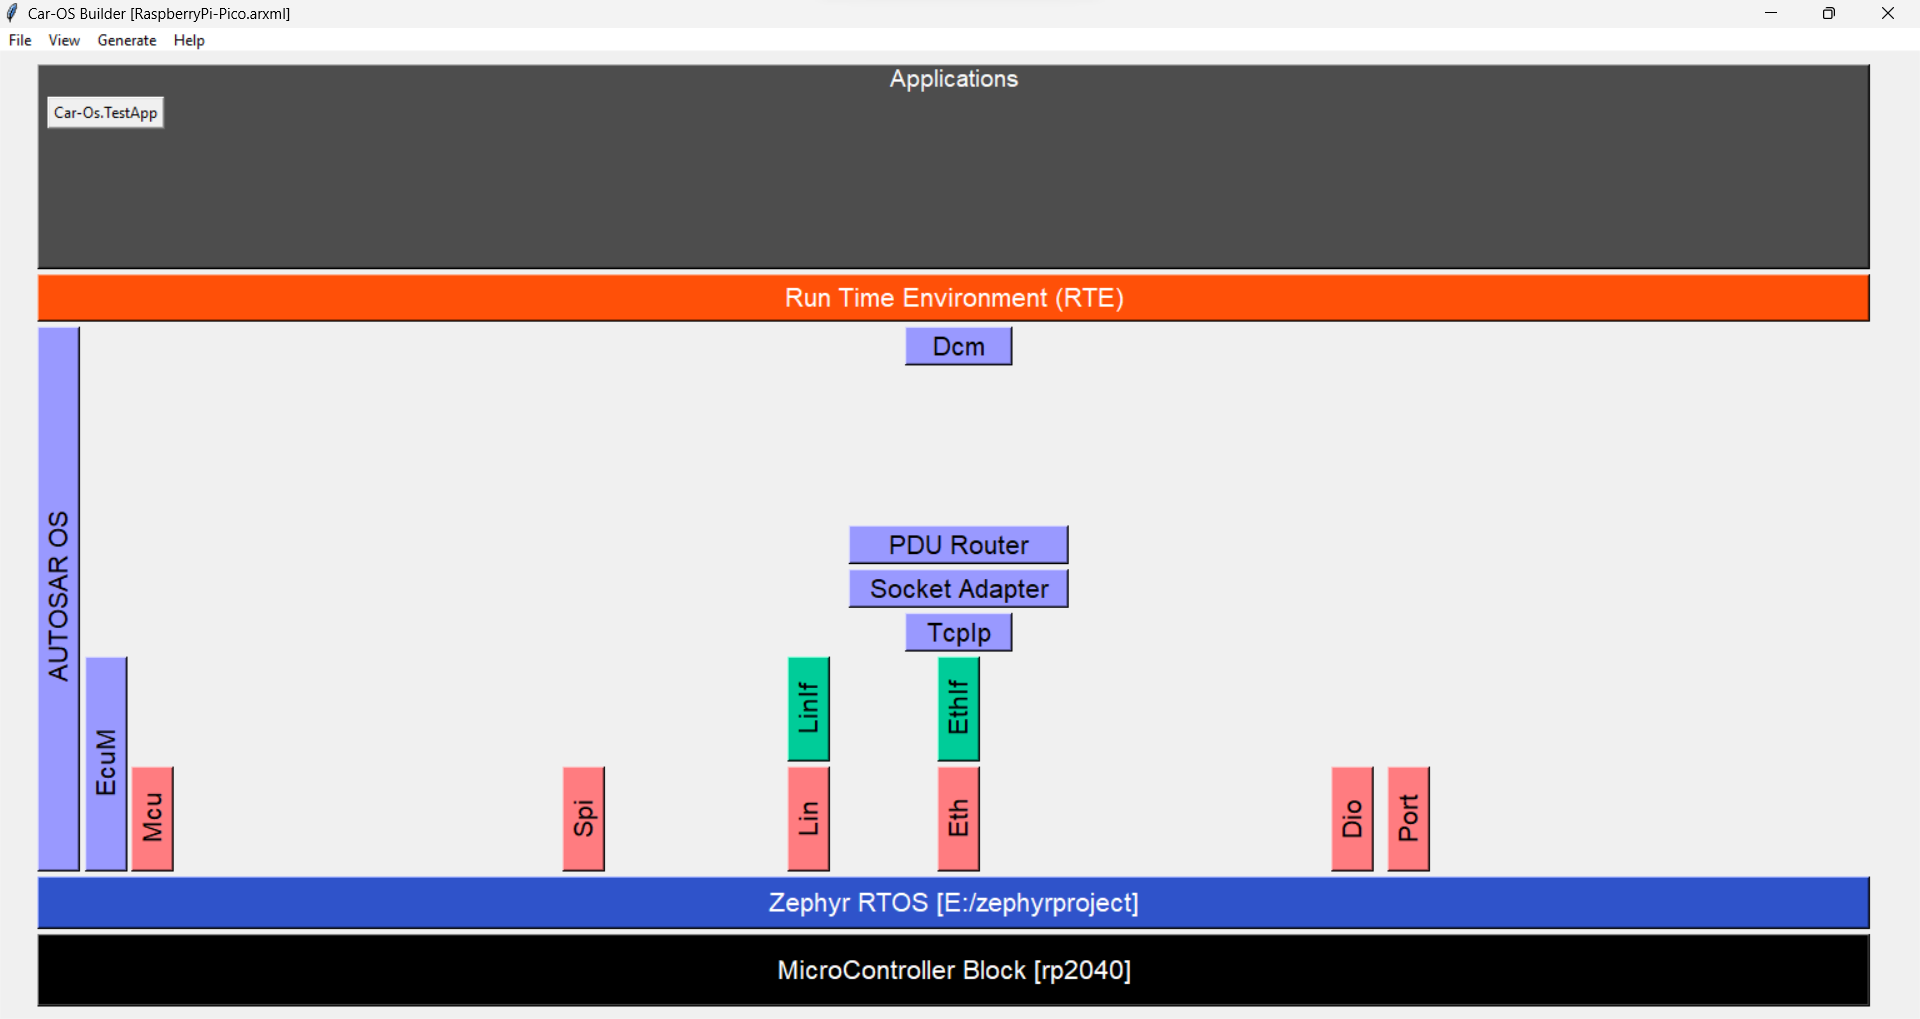 Car-OS Builder [RaspberryPi-Pico.arxml]
File View Generate Help
Applications
Car-Os.TestApp
Run Time Environment (RTE)
Dcm
AUTOSAR OS
PDU Router
Socket Adapter
TcpIp
EcuM
LinIf
EthIf
Mcu
Spi
Lin
Eth
Dio
Port
Zephyr RTOS [E:/zephyrproject]
MicroController Block [rp2040]